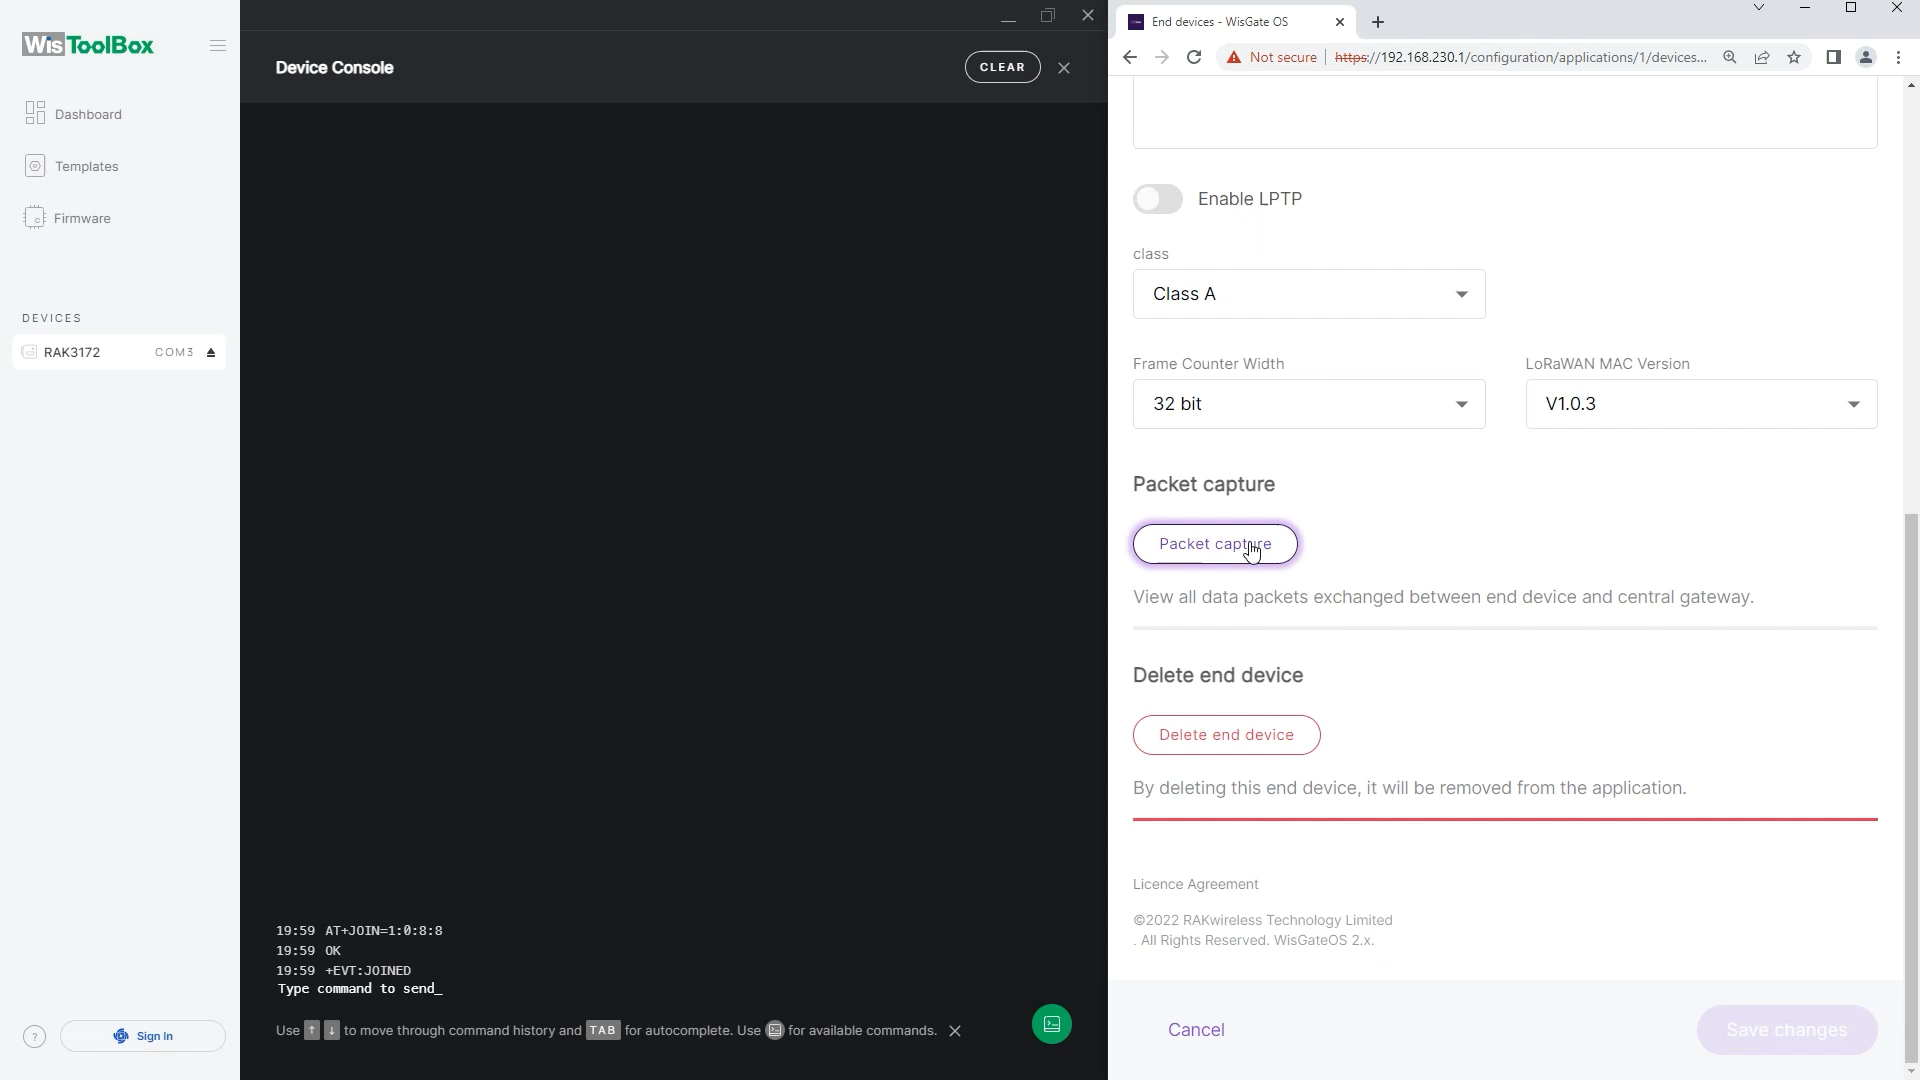 WisToolBox
Dashboard
Templates
Firmware
DEVICES
RAK3172 COM3
?
Sign In
Device Console
CLEAR
19:59 AT+JOIN=1:0:8:8
19:59 OK
19:59 +EVT:JOINED
Type command to send_
Use ↑ ↓ to move through command history and TAB for autocomplete. Use for available commands.
End devices - WisGate OS
Not secure https://192.168.230.1/configuration/applications/1/devices...
Enable LPTP
class
Class A
Frame Counter Width
LoRaWAN MAC Version
32 bit
V1.0.3
Packet capture
Packet capture
View all data packets exchanged between end device and central gateway.
Delete end device
Delete end device
By deleting this end device, it will be removed from the application.
Licence Agreement
©2022 RAKwireless Technology Limited
. All Rights Reserved. WisGateOS 2.x.
Cancel
Save changes